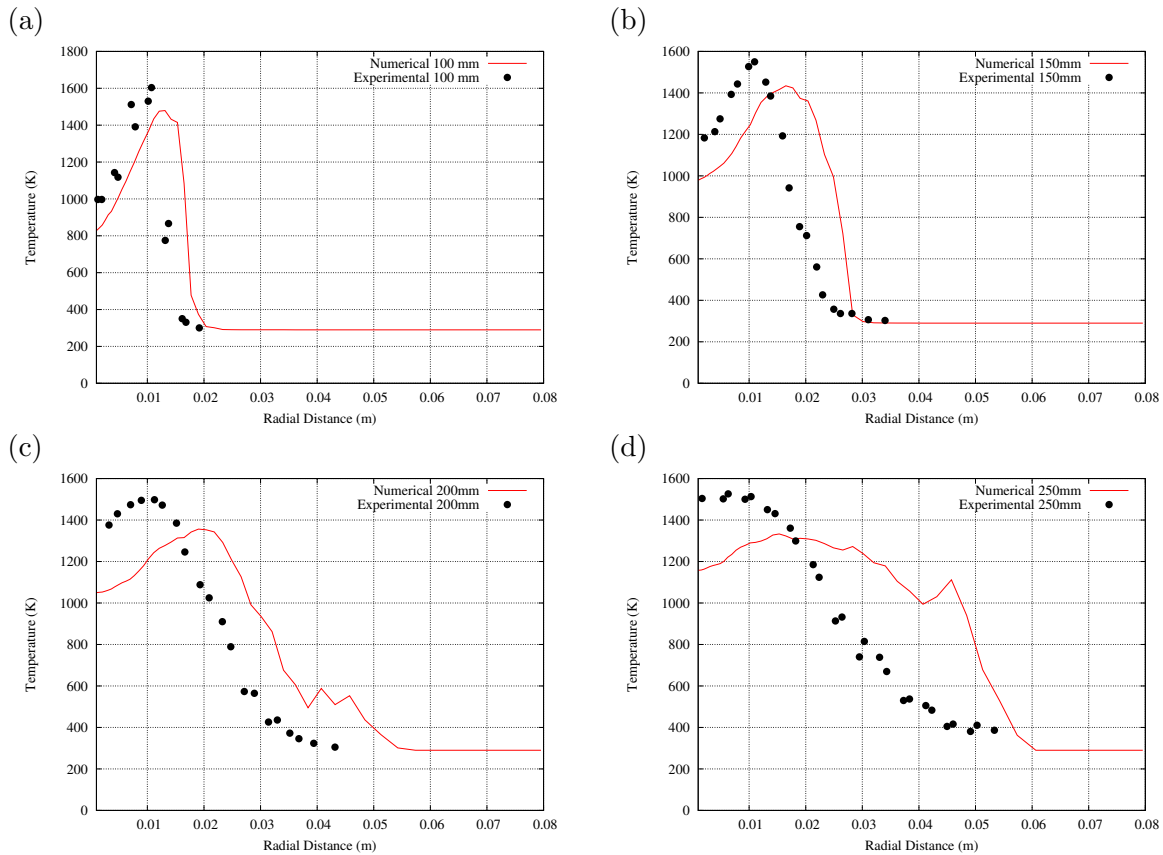 (a)
1800
1600
1400
1200
1000
800
600
400
200
0
Temperature (K)
Numerical 100 mm
Experimental 100 mm
0.01 0.02 0.03 0.04 0.05 0.06 0.07 0.08
Radial Distance (m)
(b)
1600
1400
1200
1000
800
600
400
200
0
Temperature (K)
Numerical 150mm
Experimental 150mm
0.01 0.02 0.03 0.04 0.05 0.06 0.07 0.08
Radial Distance (m)
(c)
1600
1400
1200
1000
800
600
400
200
0
Temperature (K)
Numerical 200mm
Experimental 200mm
0.01 0.02 0.03 0.04 0.05 0.06 0.07 0.08
Radial Distance (m)
(d)
1600
1400
1200
1000
800
600
400
200
0
Temperature (K)
Numerical 250mm
Experimental 250mm
0.01 0.02 0.03 0.04 0.05 0.06 0.07 0.08
Radial Distance (m)